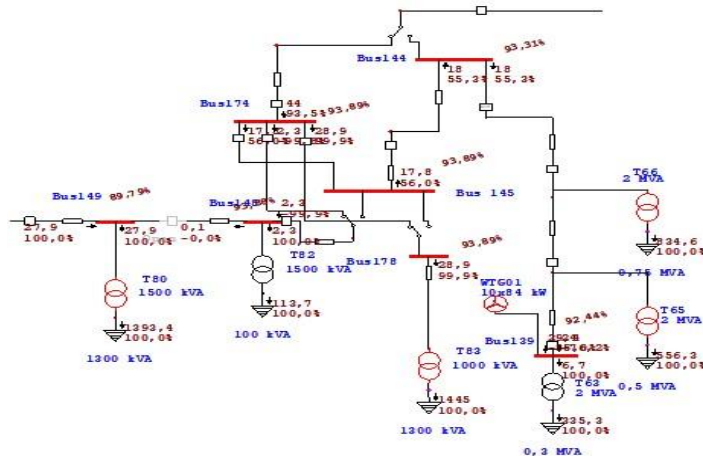 93,31%
Bus144
18
55,3%
18
55,3%
Bus174
44
93,5%
93,89%
2,3
28,9
99,9%
17,8
56,0%
93,89%
Bus 145
T66
2 MVA
334,6
100,0%
0,75 MVA
Bus149
89,79%
27,9
100,0%
27,9
100,0%
0,1
-0,0%
2,3
-99,9%
2,3
100,0%
T82
1500 kVA
Bus178
93,89%
28,9
99,9%
T80
1500 kVA
113,7
100,0%
100 kVA
1393,4
100,0%
1300 kVA
WTG01
10x84 kW
92,44%
Bus139
6,7
100,0%
T63
2 MVA
335,3
100,0%
0,3 MVA
T65
2 MVA
556,3
100,0%
0,5 MVA
T83
1000 kVA
1445
100,0%
1300 kVA